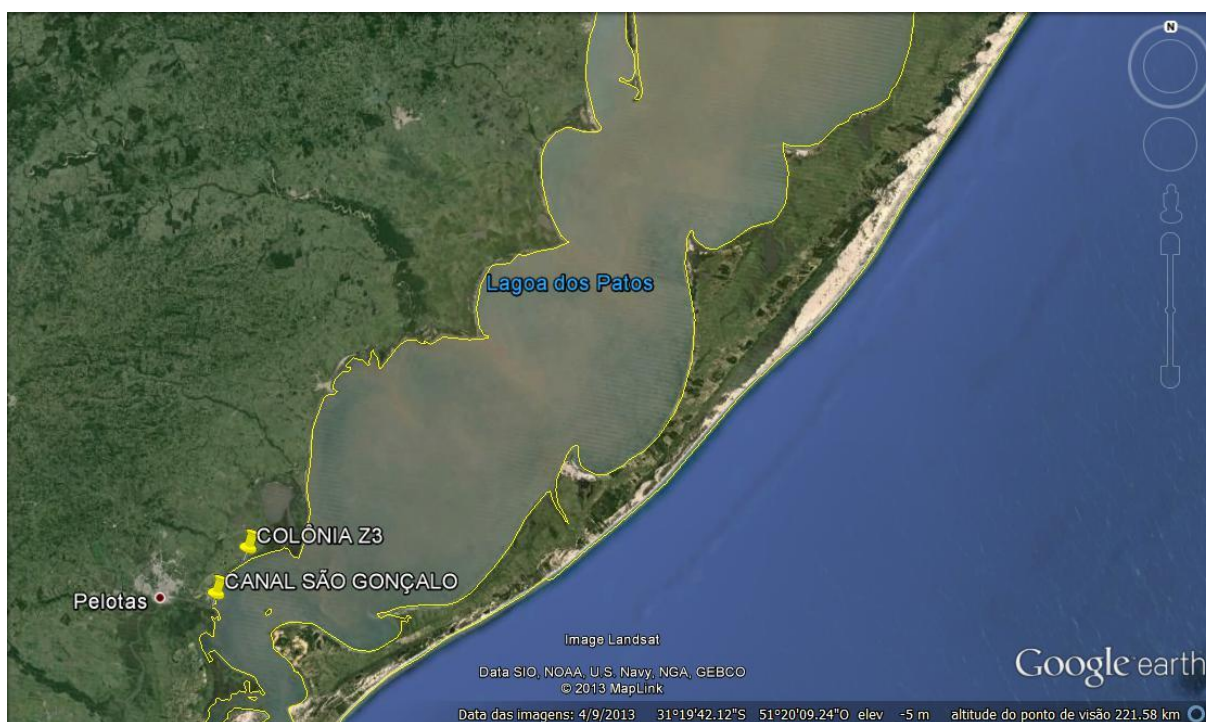 N
Lagoa dos Patos
COLÔNIA Z3
CANAL SÃO GONÇALO
Pelotas
Image Landsat
Data SIO, NOAA, U.S. Navy, NGA, GEBCO
© 2013 MapLink
Google earth
Data das imagens: 4/9/2013 31°19'42.12"S 51°20'09.24"O elev -5 m altitude do ponto de visão 221.58 km